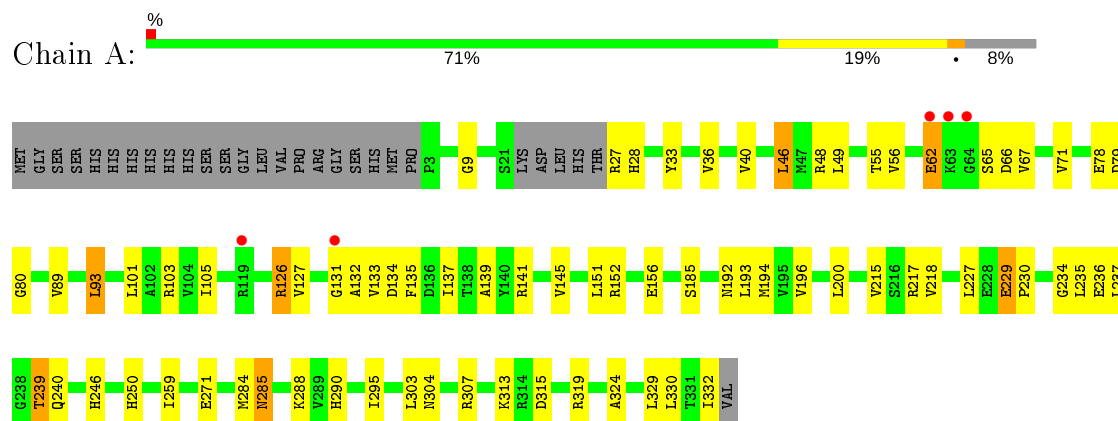 %
Chain A:
71% 19% • 8%
MET GLY SER SER HIS HIS HIS HIS HIS HIS SER SER GLY LEU VAL PRO ARG GLY SER HIS MET PRO P3 G9 S21 LYS ASP LEU HIS THR R27 H28 Y33 V36 V40 L46 M47 R48 L49 T55 V56 E62 K63 G64 S65 D66 V67 V71 E78 D79
G80 V89 L93 L101 A102 R103 V104 I105 R119 R126 V127 G131 A132 V133 D134 F135 D136 I137 T138 A139 Y140 R141 V145 L151 R152 E156 S185 N192 L193 M194 V195 V196 L200 V215 S216 R217 V218 L227 E228 E229 P230 G234 L235 E236 L237
G238 T239 Q240 H246 H250 I259 E271 M284 N285 K288 V289 H290 I295 L303 N304 R307 K313 R314 D315 R319 A324 L329 L330 T331 I332 VAL